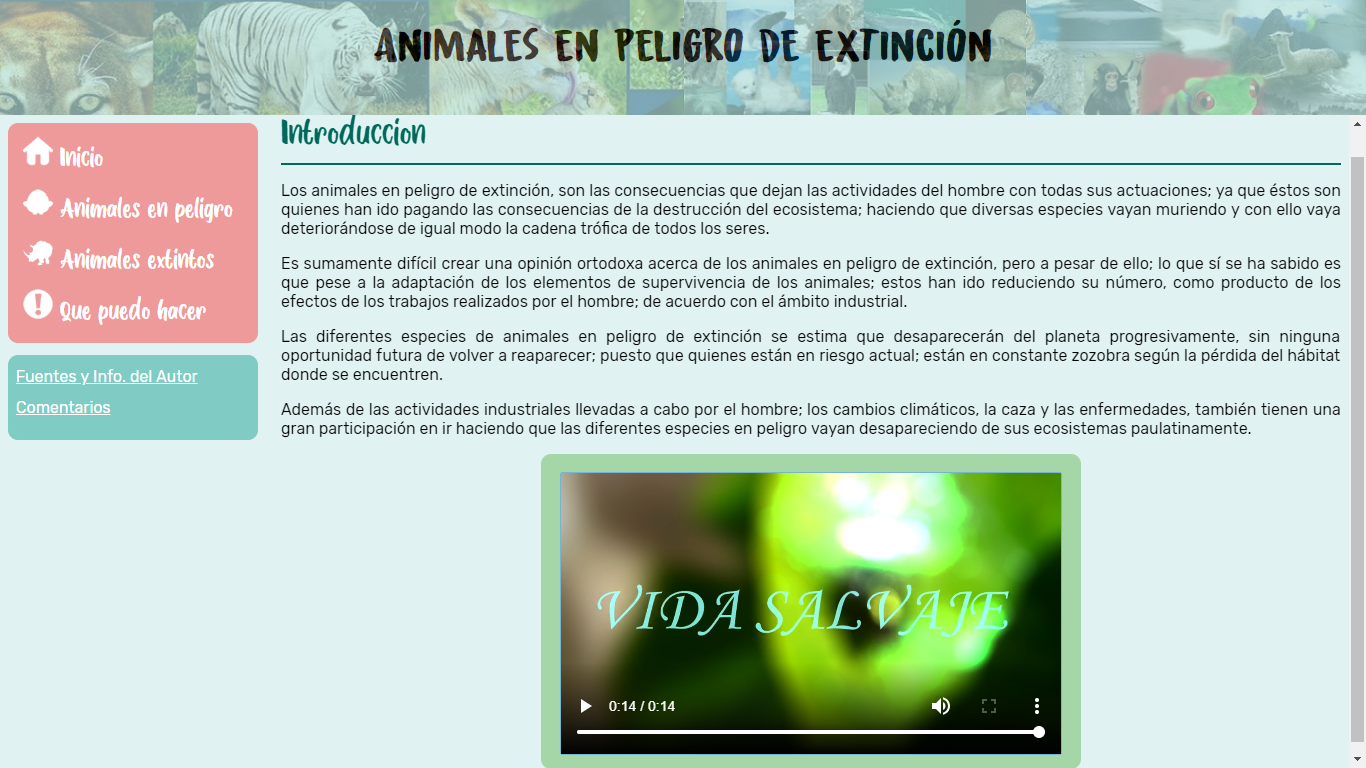 ANIMALES EN PELIGRO DE EXTINCIÓN
Inicio
Animales en peligro
Animales extintos
Que puedo hacer
Fuentes y Info. del Autor
Comentarios
Introduccion
Los animales en peligro de extinción, son las consecuencias que dejan las actividades del hombre con todas sus actuaciones; ya que éstos son
quienes han ido pagando las consecuencias de la destrucción del ecosistema; haciendo que diversas especies vayan muriendo y con ello vaya
deteriorándose de igual modo la cadena trófica de todos los seres.
Es sumamente difícil crear una opinión ortodoxa acerca de los animales en peligro de extinción, pero a pesar de ello; lo que sí se ha sabido es
que pese a la adaptación de los elementos de supervivencia de los animales; estos han ido reduciendo su número, como producto de los
efectos de los trabajos realizados por el hombre; de acuerdo con el ámbito industrial.
Las diferentes especies de animales en peligro de extinción se estima que desaparecerán del planeta progresivamente, sin ninguna
oportunidad futura de volver a reaparecer; puesto que quienes están en riesgo actual; están en constante zozobra según la pérdida del hábitat
donde se encuentren.
Además de las actividades industriales llevadas a cabo por el hombre; los cambios climáticos, la caza y las enfermedades, también tienen una
gran participación en ir haciendo que las diferentes especies en peligro vayan desapareciendo de sus ecosistemas paulatinamente.
VIDA SALVAJE
0:14 / 0:14